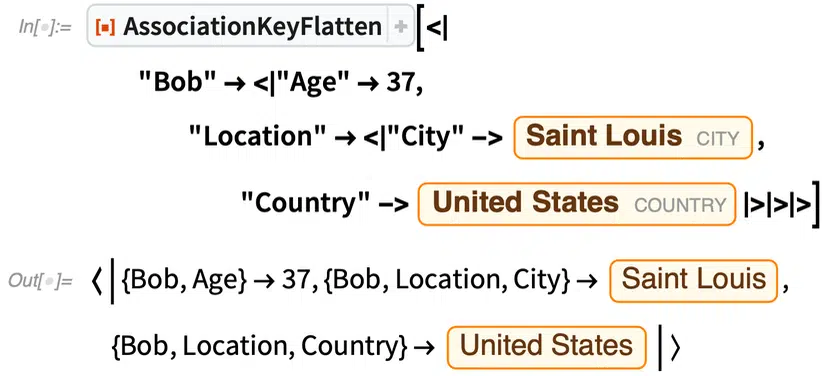 In[•]:= [▪] AssociationKeyFlatten + [<|
"Bob" → <|"Age" → 37,
"Location" → <|"City" -> Saint Louis CITY ,
"Country" -> United States COUNTRY |>|>|>]
Out[•]= <|{Bob, Age} → 37, {Bob, Location, City} → Saint Louis ,
{Bob, Location, Country} → United States |>